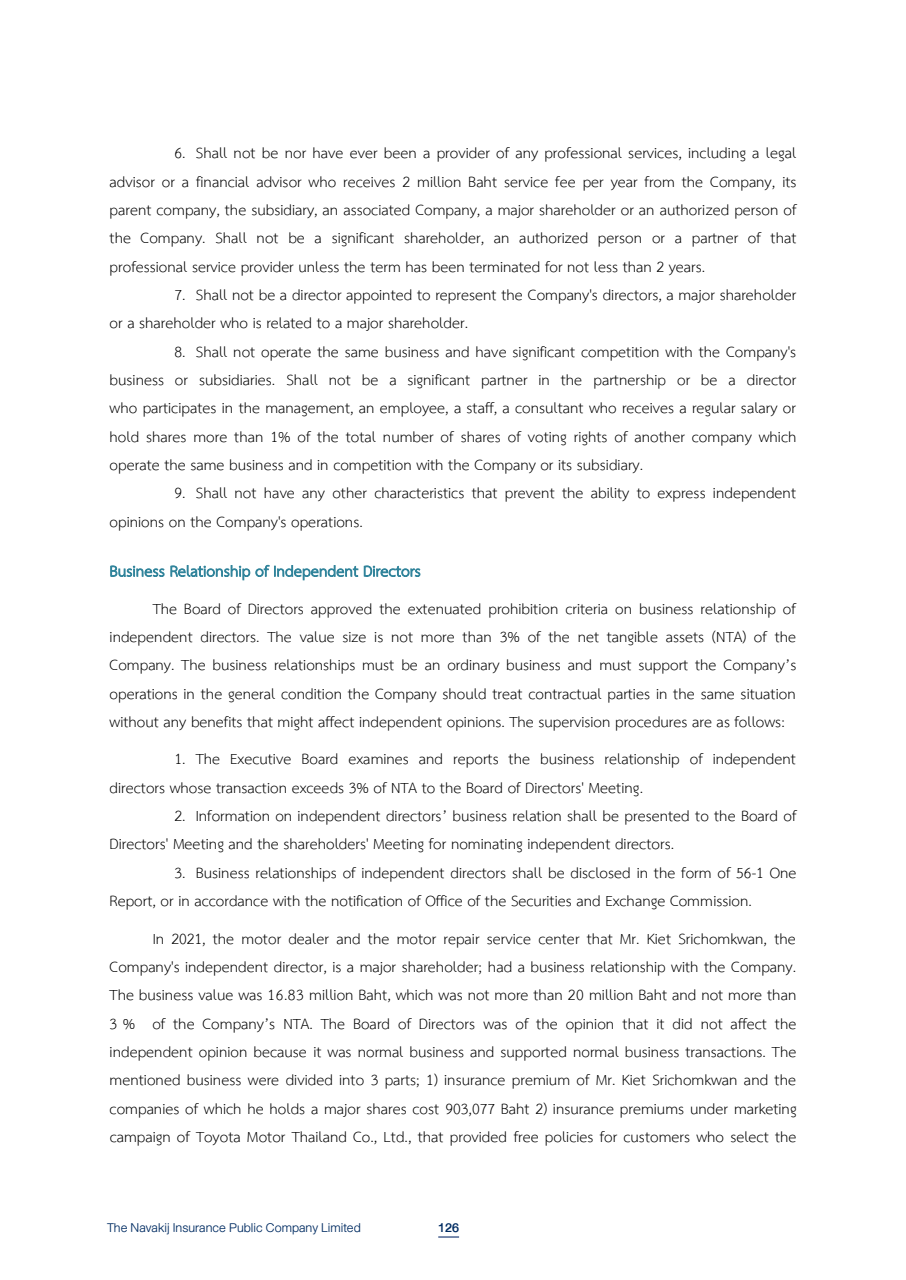 6. Shall not be nor have ever been a provider of any professional services, including a legal
advisor or a financial advisor who receives 2 million Baht service fee per year from the Company, its
parent company, the subsidiary, an associated Company, a major shareholder or an authorized person of
the Company. Shall not be a significant shareholder, an authorized person or a partner of that
professional service provider unless the term has been terminated for not less than 2 years.
7. Shall not be a director appointed to represent the Company's directors, a major shareholder
or a shareholder who is related to a major shareholder.
8. Shall not operate the same business and have significant competition with the Company's
business or subsidiaries. Shall not be a significant partner in the partnership or be a director
who participates in the management, an employee, a staff, a consultant who receives a regular salary or
hold shares more than 1% of the total number of shares of voting rights of another company which
operate the same business and in competition with the Company or its subsidiary.
9. Shall not have any other characteristics that prevent the ability to express independent
opinions on the Company's operations.
Business Relationship of Independent Directors
The Board of Directors approved the extenuated prohibition criteria on business relationship of
independent directors. The value size is not more than 3% of the net tangible assets (NTA) of the
Company. The business relationships must be an ordinary business and must support the Company’s
operations in the general condition the Company should treat contractual parties in the same situation
without any benefits that might affect independent opinions. The supervision procedures are as follows:
1. The Executive Board examines and reports the business relationship of independent
directors whose transaction exceeds 3% of NTA to the Board of Directors' Meeting.
2. Information on independent directors’ business relation shall be presented to the Board of
Directors' Meeting and the shareholders' Meeting for nominating independent directors.
3. Business relationships of independent directors shall be disclosed in the form of 56-1 One
Report, or in accordance with the notification of Office of the Securities and Exchange Commission.
In 2021, the motor dealer and the motor repair service center that Mr. Kiet Srichomkwan, the
Company's independent director, is a major shareholder; had a business relationship with the Company.
The business value was 16.83 million Baht, which was not more than 20 million Baht and not more than
3 % of the Company’s NTA. The Board of Directors was of the opinion that it did not affect the
independent opinion because it was normal business and supported normal business transactions. The
mentioned business were divided into 3 parts; 1) insurance premium of Mr. Kiet Srichomkwan and the
companies of which he holds a major shares cost 903,077 Baht 2) insurance premiums under marketing
campaign of Toyota Motor Thailand Co., Ltd., that provided free policies for customers who select the
The Navakij Insurance Public Company Limited 126